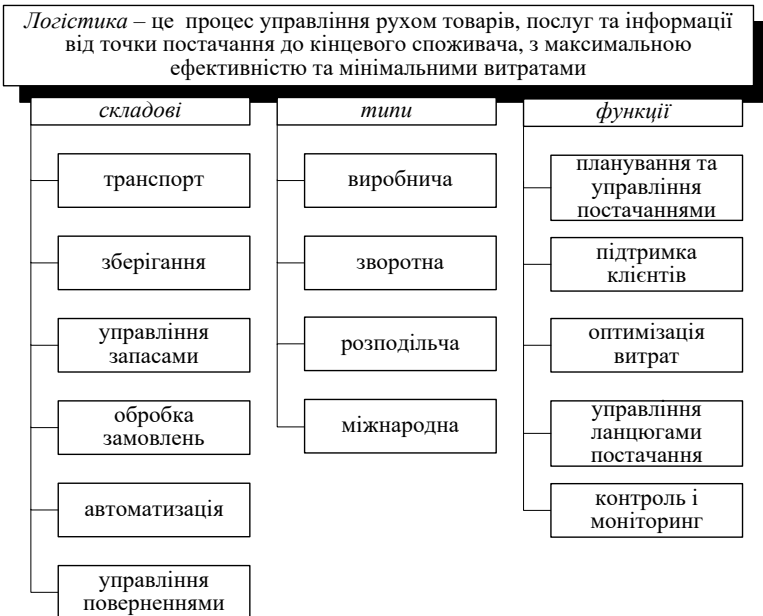 Логістика – це процес управління рухом товарів, послуг та інформації
від точки постачання до кінцевого споживача, з максимальною
ефективністю та мінімальними витратами
складові
транспорт
зберігання
управління
запасами
обробка
замовлень
автоматизація
управління
поверненнями
типи
виробнича
зворотна
розподільча
міжнародна
функції
планування та
управління
постачаннями
підтримка
клієнтів
оптимізація
витрат
управління
ланцюгами
постачання
контроль і
моніторинг